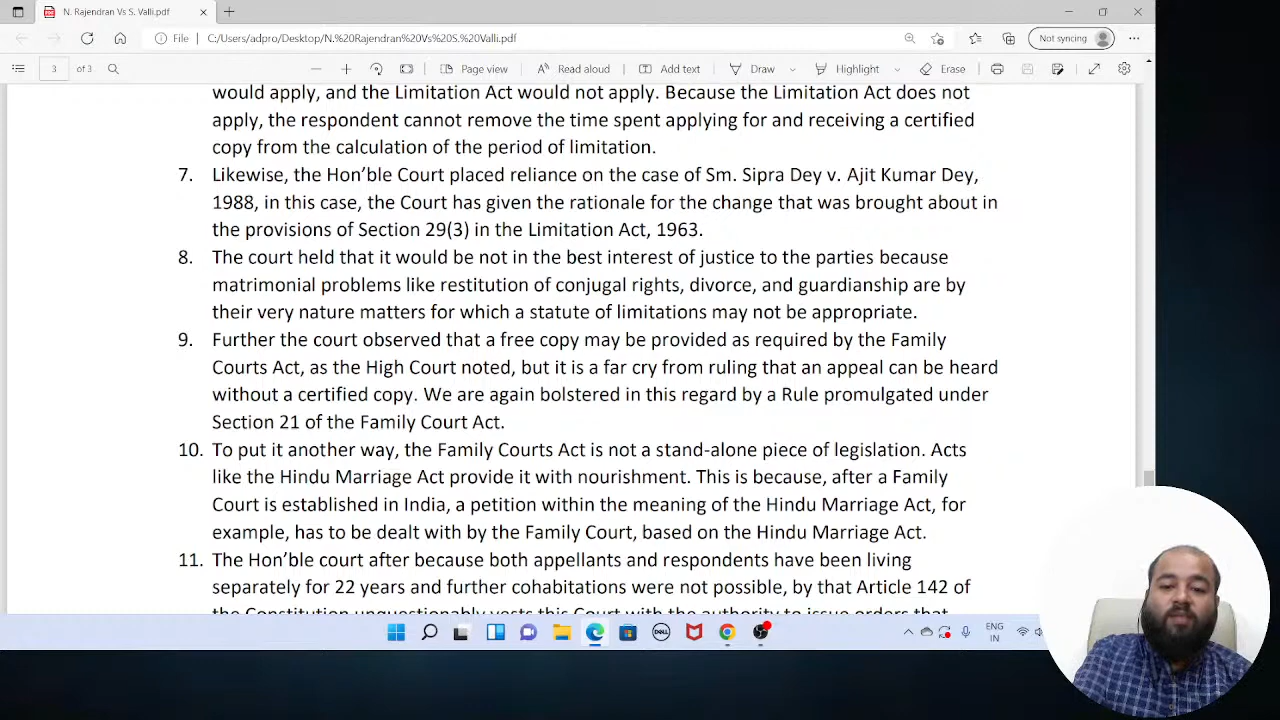 N. Rajendran Vs S. Valli.pdf
File C:/Users/adpro/Desktop/N.%20Rajendran%20Vs%20S.%20Valli.pdf Not syncing
3 of 3 Page view Read aloud Add text Draw Highlight Erase
would apply, and the Limitation Act would not apply. Because the Limitation Act does not
apply, the respondent cannot remove the time spent applying for and receiving a certified
copy from the calculation of the period of limitation.
7. Likewise, the Hon’ble Court placed reliance on the case of Sm. Sipra Dey v. Ajit Kumar Dey,
1988, in this case, the Court has given the rationale for the change that was brought about in
the provisions of Section 29(3) in the Limitation Act, 1963.
8. The court held that it would be not in the best interest of justice to the parties because
matrimonial problems like restitution of conjugal rights, divorce, and guardianship are by
their very nature matters for which a statute of limitations may not be appropriate.
9. Further the court observed that a free copy may be provided as required by the Family
Courts Act, as the High Court noted, but it is a far cry from ruling that an appeal can be heard
without a certified copy. We are again bolstered in this regard by a Rule promulgated under
Section 21 of the Family Court Act.
10. To put it another way, the Family Courts Act is not a stand-alone piece of legislation. Acts
like the Hindu Marriage Act provide it with nourishment. This is because, after a Family
Court is established in India, a petition within the meaning of the Hindu Marriage Act, for
example, has to be dealt with by the Family Court, based on the Hindu Marriage Act.
11. The Hon’ble court after because both appellants and respondents have been living
separately for 22 years and further cohabitations were not possible, by that Article 142 of
the Constitution unquestionably vests this Court with the authority to issue orders that
DELL
ENG
IN